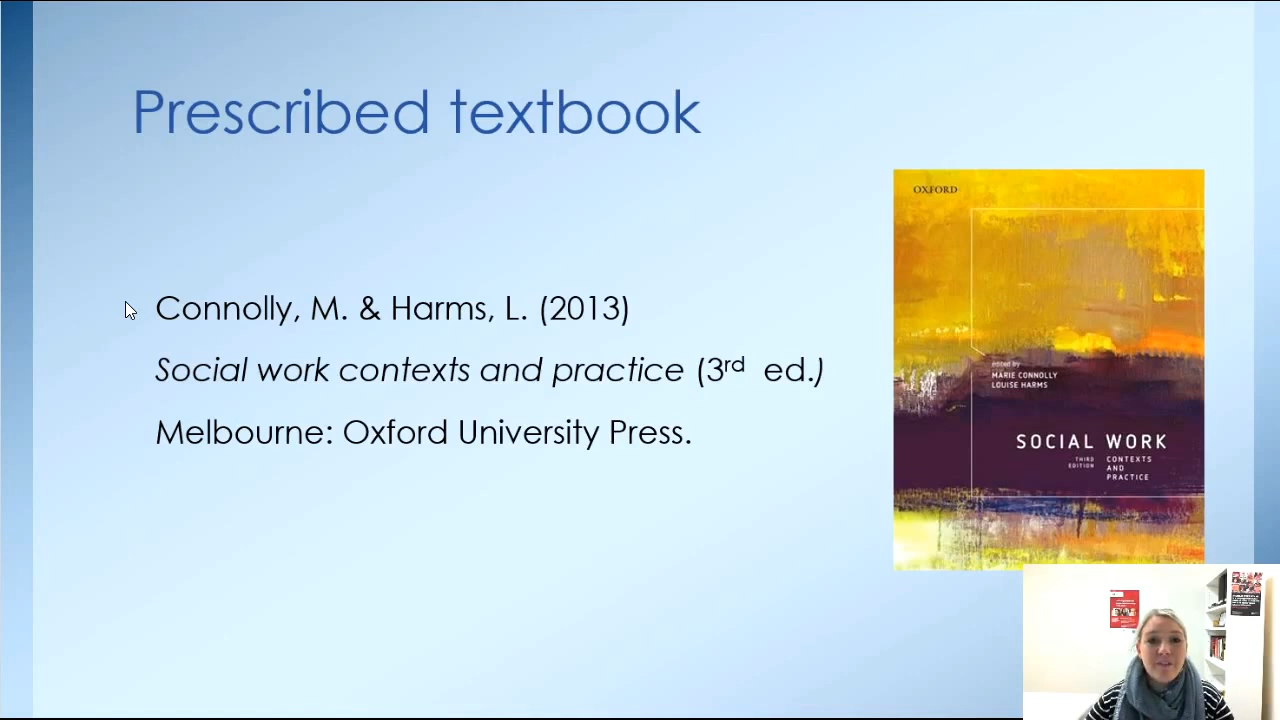 Prescribed textbook
Connolly, M. & Harms, L. (2013)
Social work contexts and practice (3rd ed.)
Melbourne: Oxford University Press.
OXFORD
edited by
MARIE CONNOLLY
LOUISE HARMS
SOCIAL WORK
THIRD
EDITION
CONTEXTS
AND
PRACTICE